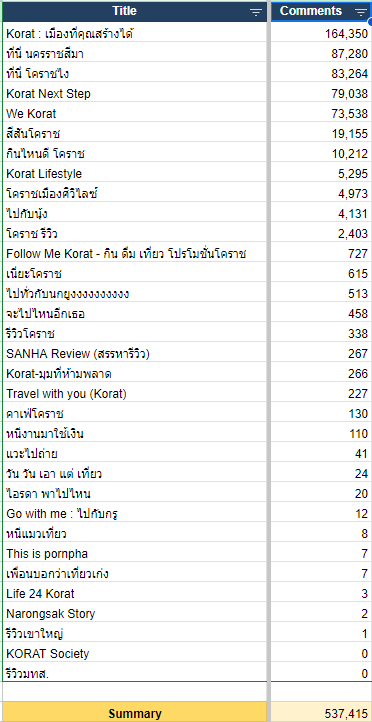 Title Comments
Korat : เมืองที่คุณสร้างได้ 164,350
ที่นี่ นครราชสีมา 87,280
ที่นี่ โคราชไง 83,264
Korat Next Step 79,038
We Korat 73,538
สีสันโคราช 19,155
กินไหนดี โคราช 10,212
Korat Lifestyle 5,295
โคราชเมืองศิวิไลซ์ 4,973
ไปกับนุ้ง 4,131
โคราช รีวิว 2,403
Follow Me Korat - กิน ดื่ม เที่ยว โปรโมชั่นโคราช 727
เนี่ยะโคราช 615
ไปทั่วกับนกยูงงงงงงงงงง 513
จะไปไหนอีกเธอ 458
รีวิวโคราช 338
SANHA Review (สรรหารีวิว) 267
Korat-มุมที่ห้ามพลาด 266
Travel with you (Korat) 227
คาเฟ่โคราช 130
หนีงานมาใช้เงิน 110
แวะไปถ่าย 41
วัน วัน เอา แต่ เที่ยว 24
ไอรดา พาไปไหน 20
Go with me : ไปกับกรู 12
หนีแมวเที่ยว 8
This is pornpha 7
เพื่อนบอกว่าเที่ยวเก่ง 7
Life 24 Korat 3
Narongsak Story 2
รีวิวเขาใหญ่ 1
KORAT Society 0
รีวิวมทส. 0
Summary 537,415